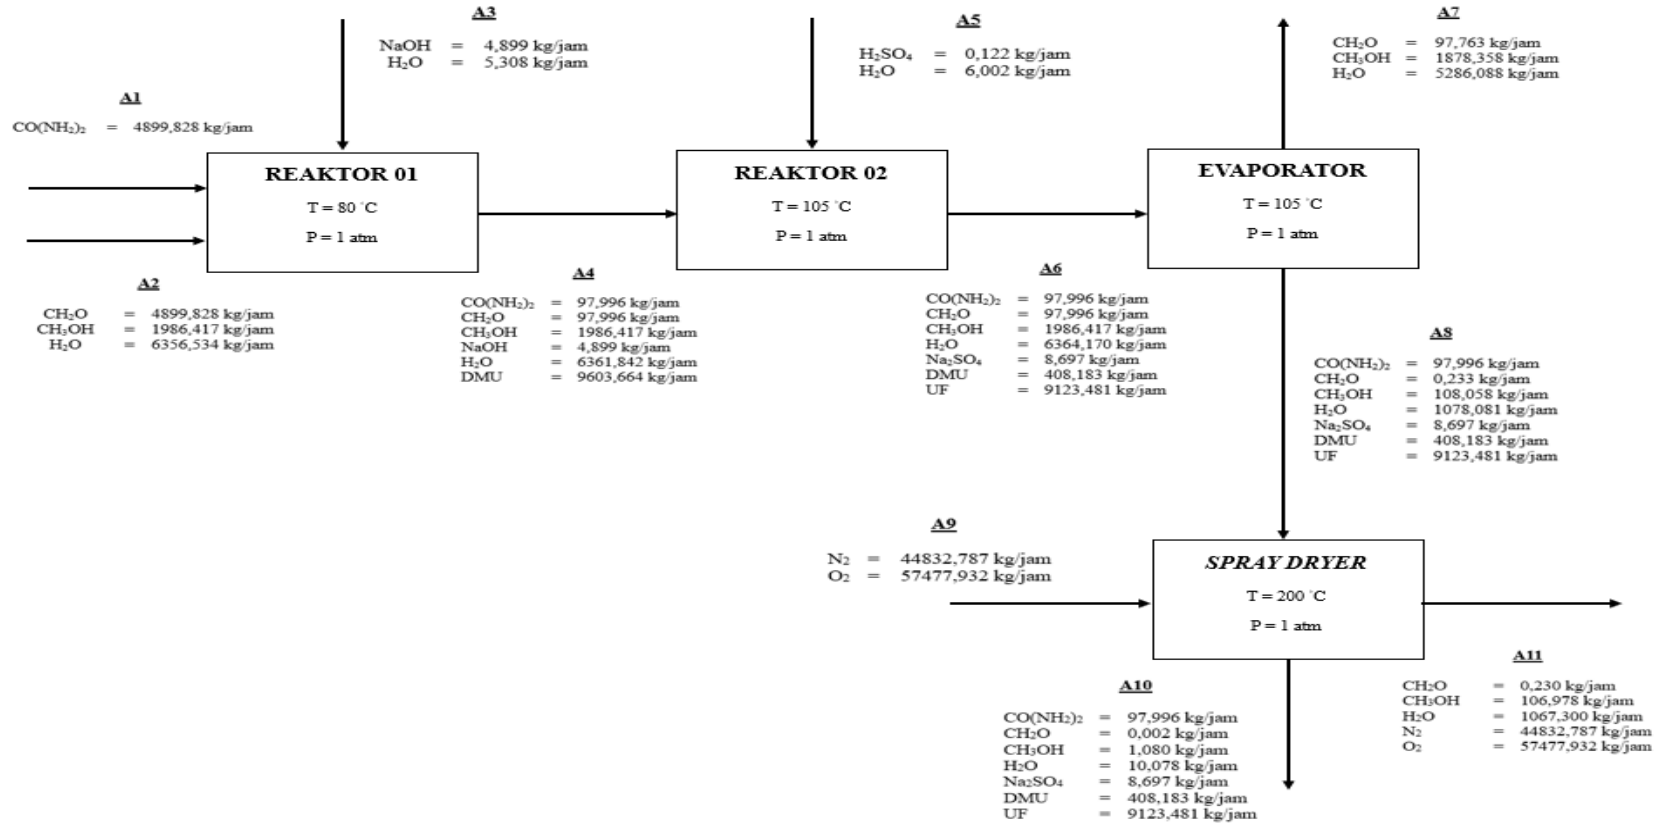 A3
NaOH = 4,899 kg/jam
H₂O = 5,308 kg/jam
A5
H₂SO₄ = 0,122 kg/jam
H₂O = 6,002 kg/jam
A7
CH₂O = 97,763 kg/jam
CH₃OH = 1878,358 kg/jam
H₂O = 5286,088 kg/jam
A1
CO(NH₂)₂ = 4899,828 kg/jam
REAKTOR 01
T = 80 °C
P = 1 atm
REAKTOR 02
T = 105 °C
P = 1 atm
EVAPORATOR
T = 105 °C
P = 1 atm
A2
CH₂O = 4899,828 kg/jam
CH₃OH = 1986,417 kg/jam
H₂O = 6356,534 kg/jam
A4
CO(NH₂)₂ = 97,996 kg/jam
CH₂O = 97,996 kg/jam
CH₃OH = 1986,417 kg/jam
NaOH = 4,899 kg/jam
H₂O = 6361,842 kg/jam
DMU = 9603,664 kg/jam
A6
CO(NH₂)₂ = 97,996 kg/jam
CH₂O = 97,996 kg/jam
CH₃OH = 1986,417 kg/jam
H₂O = 6364,170 kg/jam
Na₂SO₄ = 8,697 kg/jam
DMU = 408,183 kg/jam
UF = 9123,481 kg/jam
A8
CO(NH₂)₂ = 97,996 kg/jam
CH₂O = 0,233 kg/jam
CH₃OH = 108,058 kg/jam
H₂O = 1078,081 kg/jam
Na₂SO₄ = 8,697 kg/jam
DMU = 408,183 kg/jam
UF = 9123,481 kg/jam
A9
N₂ = 44832,787 kg/jam
O₂ = 57477,932 kg/jam
SPRAY DRYER
T = 200 °C
P = 1 atm
A10
CO(NH₂)₂ = 97,996 kg/jam
CH₂O = 0,002 kg/jam
CH₃OH = 1,080 kg/jam
H₂O = 10,078 kg/jam
Na₂SO₄ = 8,697 kg/jam
DMU = 408,183 kg/jam
UF = 9123,481 kg/jam
A11
CH₂O = 0,230 kg/jam
CH₃OH = 106,978 kg/jam
H₂O = 1067,300 kg/jam
N₂ = 44832,787 kg/jam
O₂ = 57477,932 kg/jam